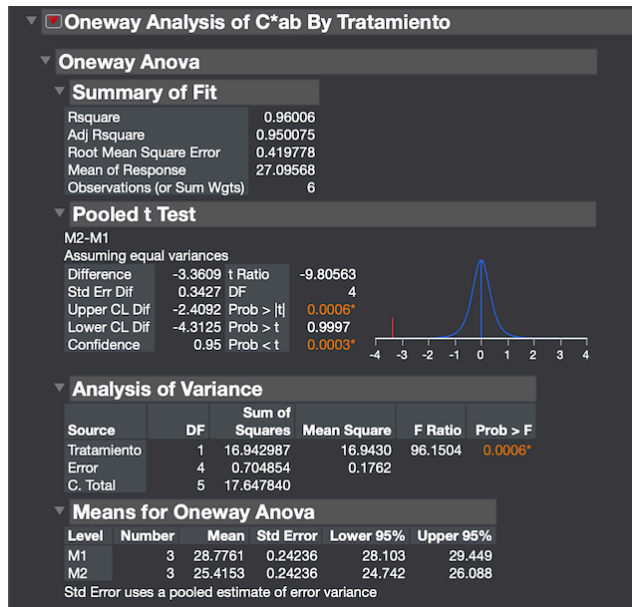 Oneway Analysis of C*ab By Tratamiento
Oneway Anova
Summary of Fit
Rsquare 0.96006
Adj Rsquare 0.950075
Root Mean Square Error 0.419778
Mean of Response 27.09568
Observations (or Sum Wgts) 6
Pooled t Test
M2-M1
Assuming equal variances
Difference -3.3609 t Ratio -9.80563
Std Err Dif 0.3427 DF 4
Upper CL Dif -2.4092 Prob > |t| 0.0006*
Lower CL Dif -4.3125 Prob > t 0.9997
Confidence 0.95 Prob < t 0.0003*
-4 -3 -2 -1 0 1 2 3 4
Analysis of Variance
Sum of
Source DF Squares Mean Square F Ratio Prob > F
Tratamiento 1 16.942987 16.9430 96.1504 0.0006*
Error 4 0.704854 0.1762
C. Total 5 17.647840
Means for Oneway Anova
Level Number Mean Std Error Lower 95% Upper 95%
M1 3 28.7761 0.24236 28.103 29.449
M2 3 25.4153 0.24236 24.742 26.088
Std Error uses a pooled estimate of error variance